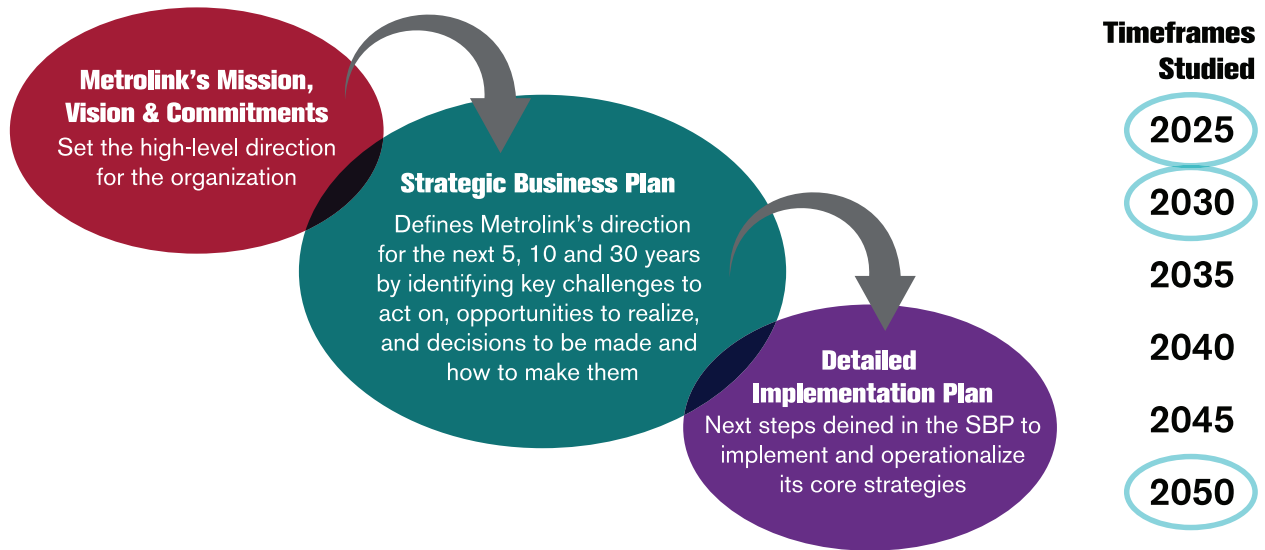 Metrolink's Mission,
Vision & Commitments
Set the high-level direction
for the organization
Strategic Business Plan
Defines Metrolink's direction
for the next 5, 10 and 30 years
by identifying key challenges to
act on, opportunities to realize,
and decisions to be made and
how to make them
Detailed
Implementation Plan
Next steps deined in the SBP to
implement and operationalize
its core strategies
Timeframes
Studied
2025
2030
2035
2040
2045
2050